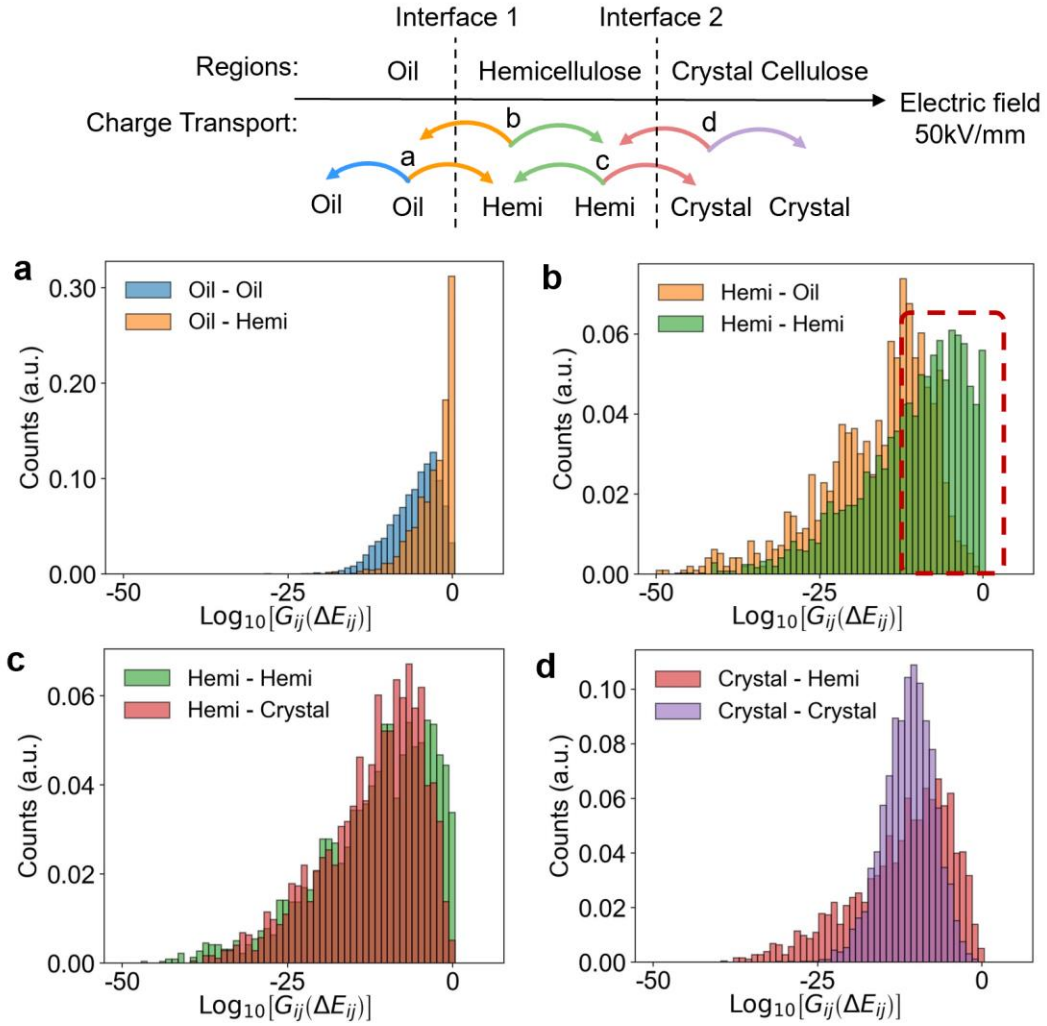 Interface 1 Interface 2
Regions: Oil Hemicellulose Crystal Cellulose
Electric field
50kV/mm
Charge Transport: b d
a c
Oil Oil Hemi Hemi Crystal Crystal
a
Oil - Oil
Oil - Hemi
Counts (a.u.)
0.30
0.20
0.10
0.00
-50 -25 0
Log₁₀[Gᵢⱼ(ΔEᵢⱼ)]
b
Hemi - Oil
Hemi - Hemi
Counts (a.u.)
0.06
0.04
0.02
0.00
-50 -25 0
Log₁₀[Gᵢⱼ(ΔEᵢⱼ)]
c
Hemi - Hemi
Hemi - Crystal
Counts (a.u.)
0.06
0.04
0.02
0.00
-50 -25 0
Log₁₀[Gᵢⱼ(ΔEᵢⱼ)]
d
Crystal - Hemi
Crystal - Crystal
Counts (a.u.)
0.10
0.08
0.06
0.04
0.02
0.00
-50 -25 0
Log₁₀[Gᵢⱼ(ΔEᵢⱼ)]